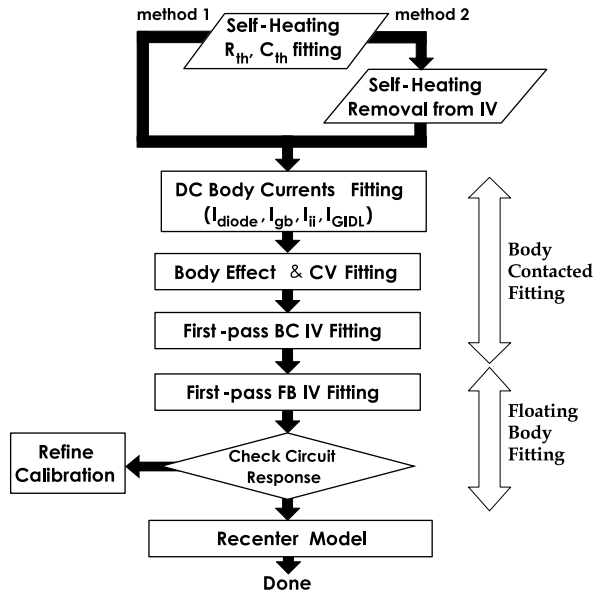 method 1
method 2
Self-Heating
Rth, Cth fitting
Self-Heating
Removal from IV
DC Body Currents Fitting
(Idiode, Igb, Iii, IGIDL)
Body Effect & CV Fitting
First-pass BC IV Fitting
Body
Contacted
Fitting
First-pass FB IV Fitting
Check Circuit
Response
Refine
Calibration
Floating
Body
Fitting
Recenter Model
Done